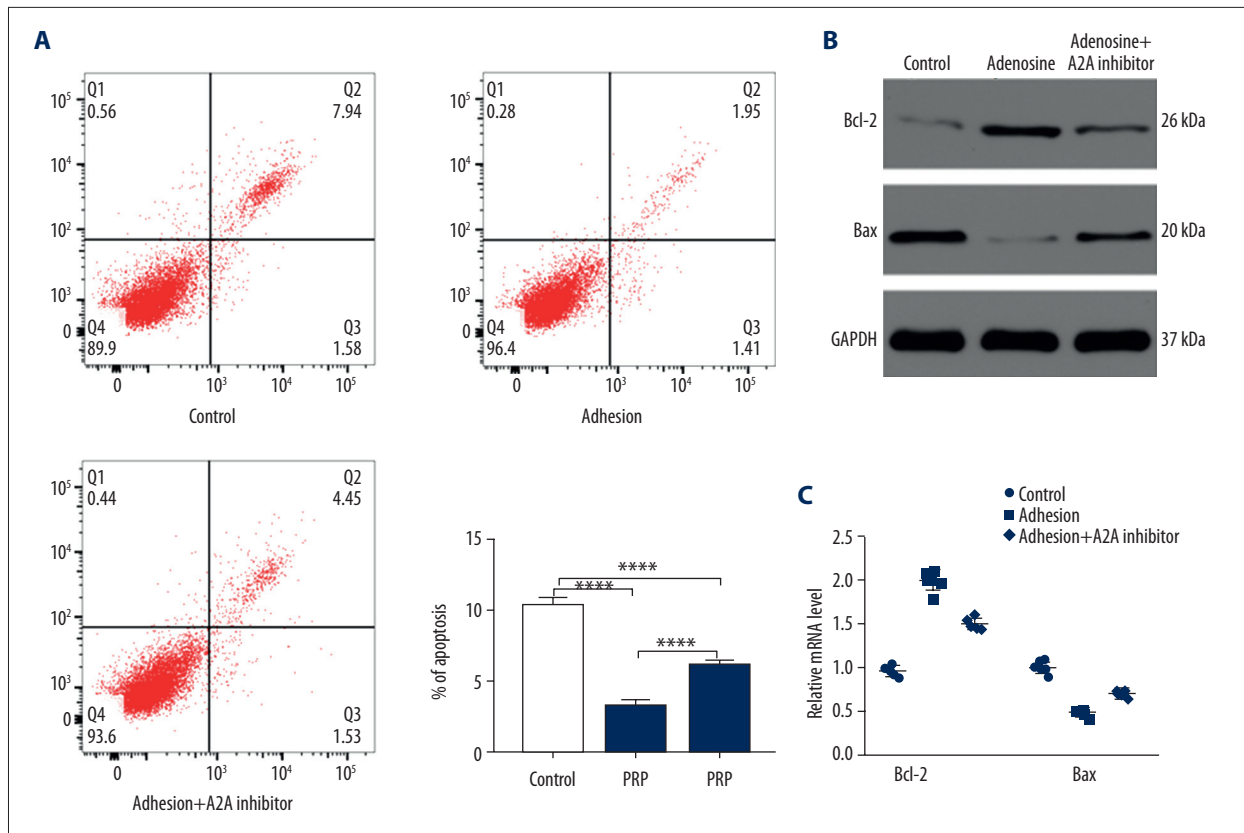 A
Q1
0.56
Q2
7.94
Q4
89.9
Q3
1.58
10⁵
10⁴
10²
10³
0
0 10³ 10⁴ 10⁵
Control
Q1
0.28
Q2
1.95
Q4
96.4
Q3
1.41
10⁵
10⁴
10²
10³
0
0 10³ 10⁴ 10⁵
Adhesion
B
Control Adenosine Adenosine+
A2A inhibitor
Bcl-2 26 kDa
Bax 20 kDa
GAPDH 37 kDa
Q1
0.44
Q2
4.45
Q4
93.6
Q3
1.53
10⁵
10⁴
10²
10³
0
0 10³ 10⁴ 10⁵
Adhesion+A2A inhibitor
% of apoptosis
15
10
5
0
****
****
****
Control PRP PRP
C
Control
Adhesion
Adhesion+A2A inhibitor
Relative mRNA level
2.5
2.0
1.5
1.0
0.5
0.0
Bcl-2 Bax